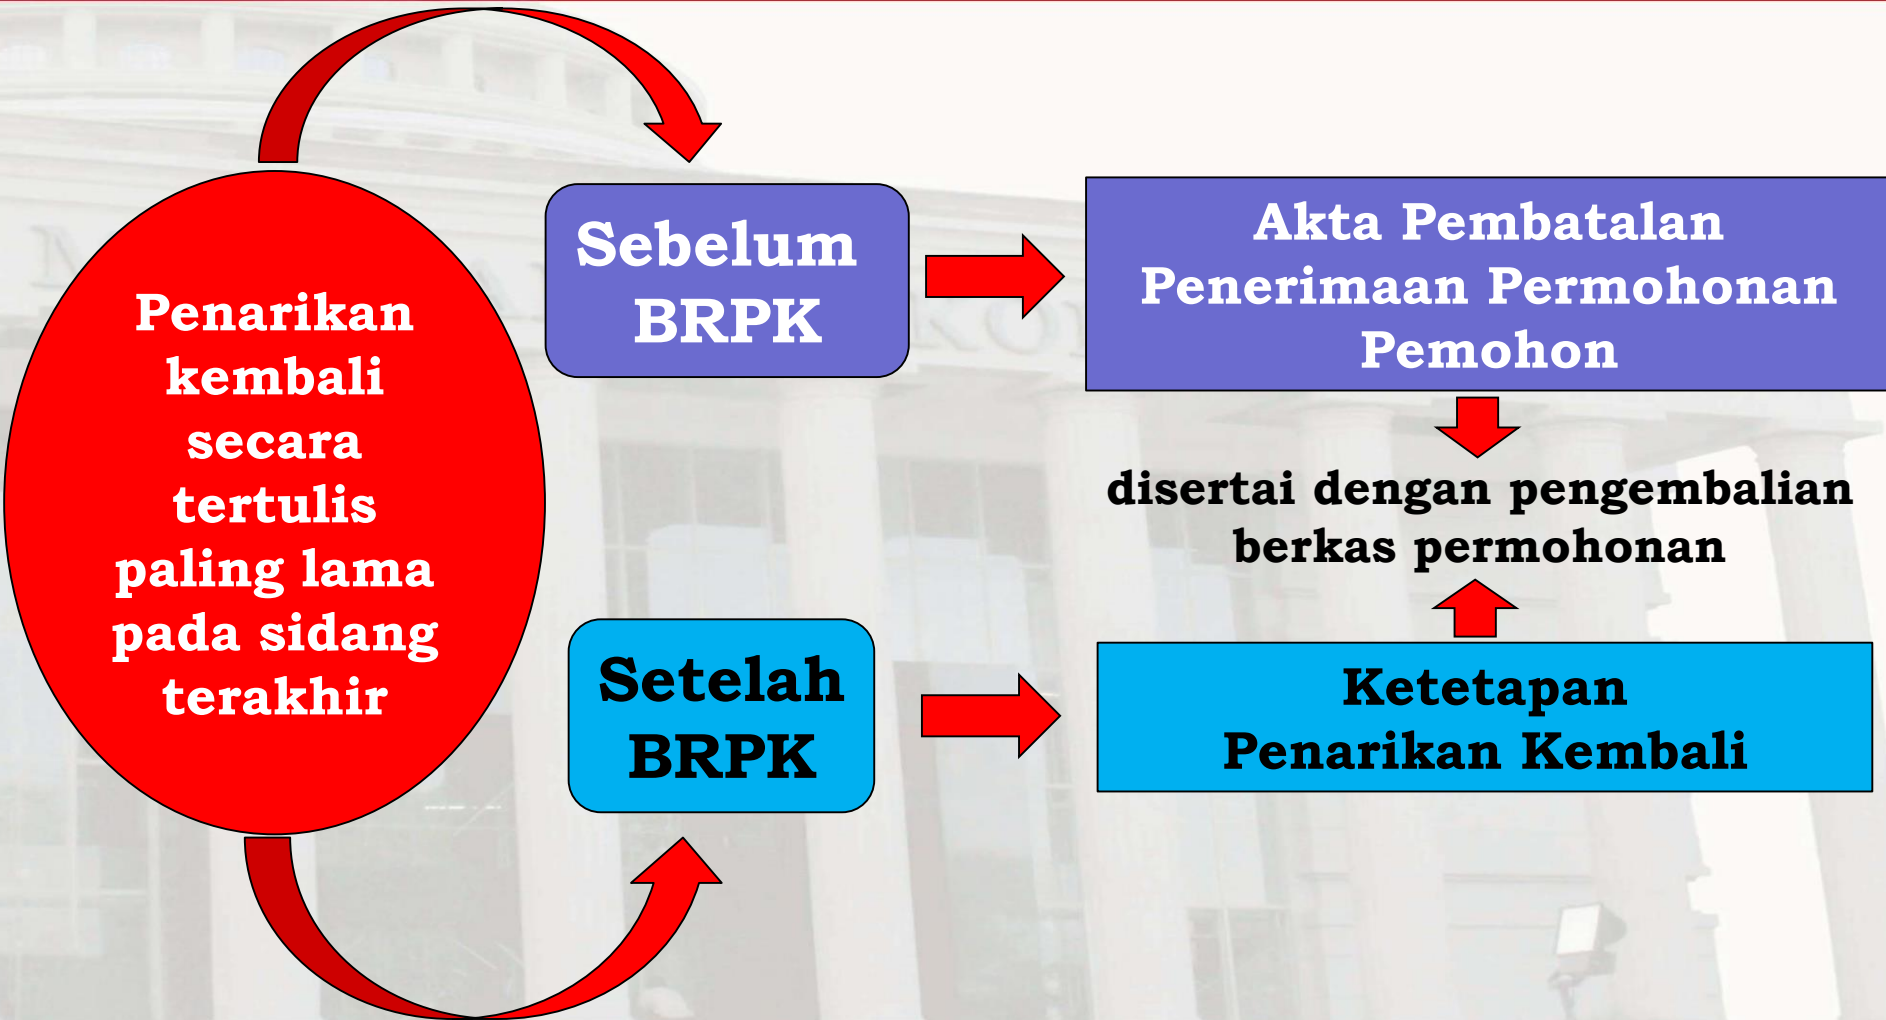 Penarikan
kembali
secara
tertulis
paling lama
pada sidang
terakhir
Sebelum
BRPK
Akta Pembatalan
Penerimaan Permohonan
Pemohon
disertai dengan pengembalian
berkas permohonan
Setelah
BRPK
Ketetapan
Penarikan Kembali